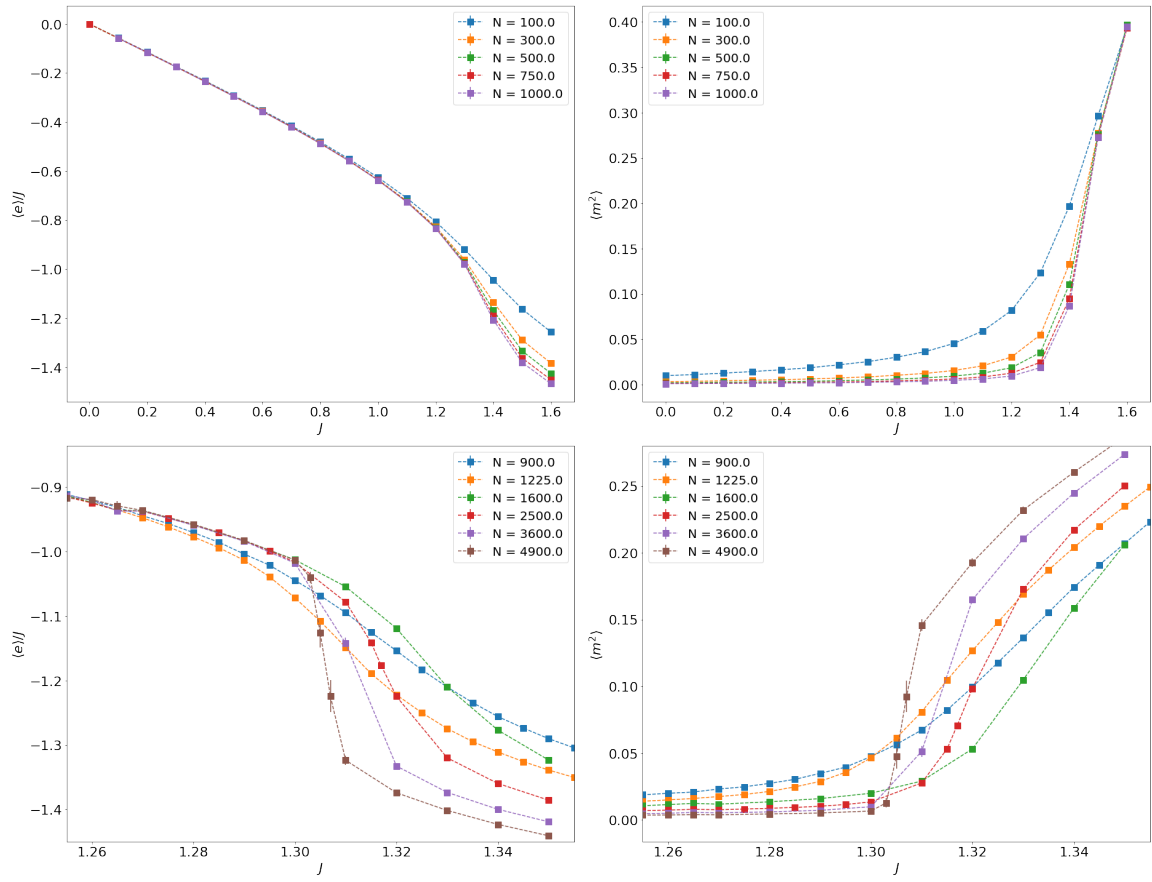 0.0
−0.2
−0.4
−0.6
−0.8
−1.0
−1.2
−1.4
⟨e⟩/J
0.0 0.2 0.4 0.6 0.8 1.0 1.2 1.4 1.6
J
N = 100.0
N = 300.0
N = 500.0
N = 750.0
N = 1000.0
0.40
0.35
0.30
0.25
0.20
0.15
0.10
0.05
0.00
⟨m²⟩
0.0 0.2 0.4 0.6 0.8 1.0 1.2 1.4 1.6
J
N = 100.0
N = 300.0
N = 500.0
N = 750.0
N = 1000.0
−0.9
−1.0
−1.1
−1.2
−1.3
−1.4
⟨e⟩/J
1.26 1.28 1.30 1.32 1.34
J
N = 900.0
N = 1225.0
N = 1600.0
N = 2500.0
N = 3600.0
N = 4900.0
0.25
0.20
0.15
0.10
0.05
0.00
⟨m²⟩
1.26 1.28 1.30 1.32 1.34
J
N = 900.0
N = 1225.0
N = 1600.0
N = 2500.0
N = 3600.0
N = 4900.0